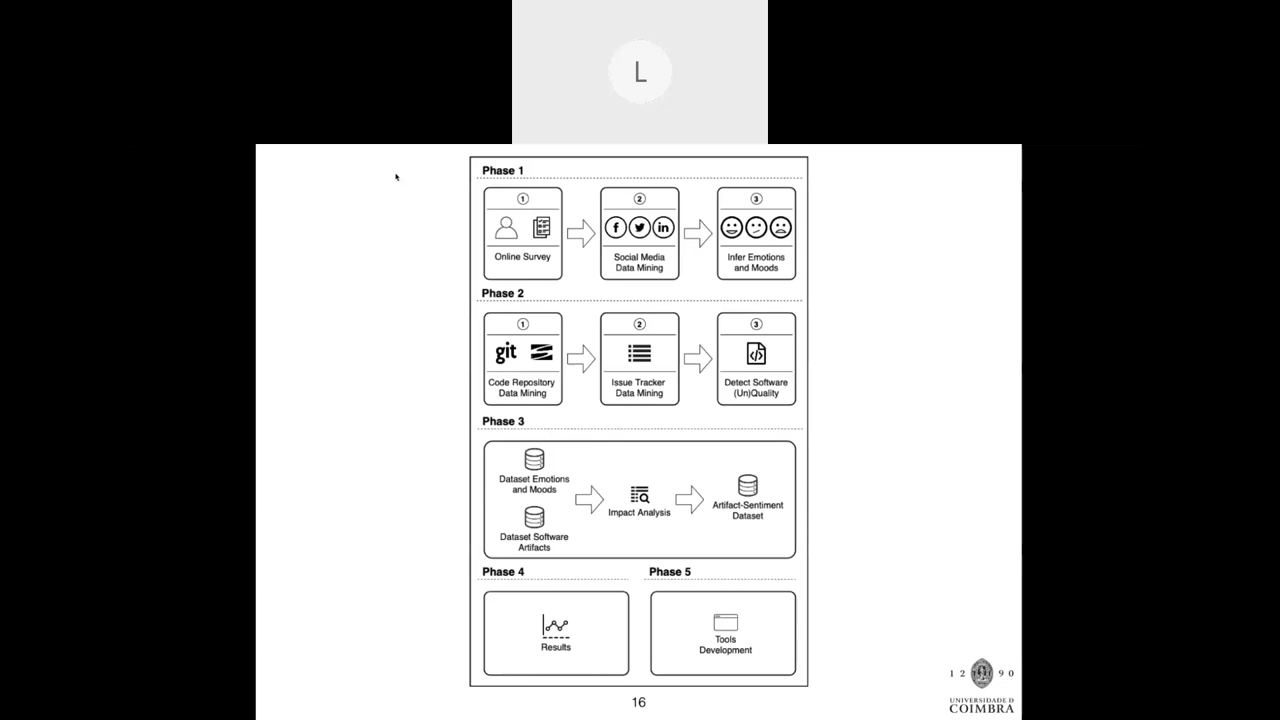 L
Phase 1
1
2
3
f
in
Online Survey
Social Media
Data Mining
Infer Emotions
and Moods
Phase 2
1
2
3
git
</>
Code Repository
Data Mining
Issue Tracker
Data Mining
Detect Software
(Un)Quality
Phase 3
Dataset Emotions
and Moods
Dataset Software
Artifacts
Impact Analysis
Artifact-Sentiment
Dataset
Phase 4
Phase 5
Results
Tools
Development
16
1 2 9 0
UNIVERSIDADE D
COIMBRA